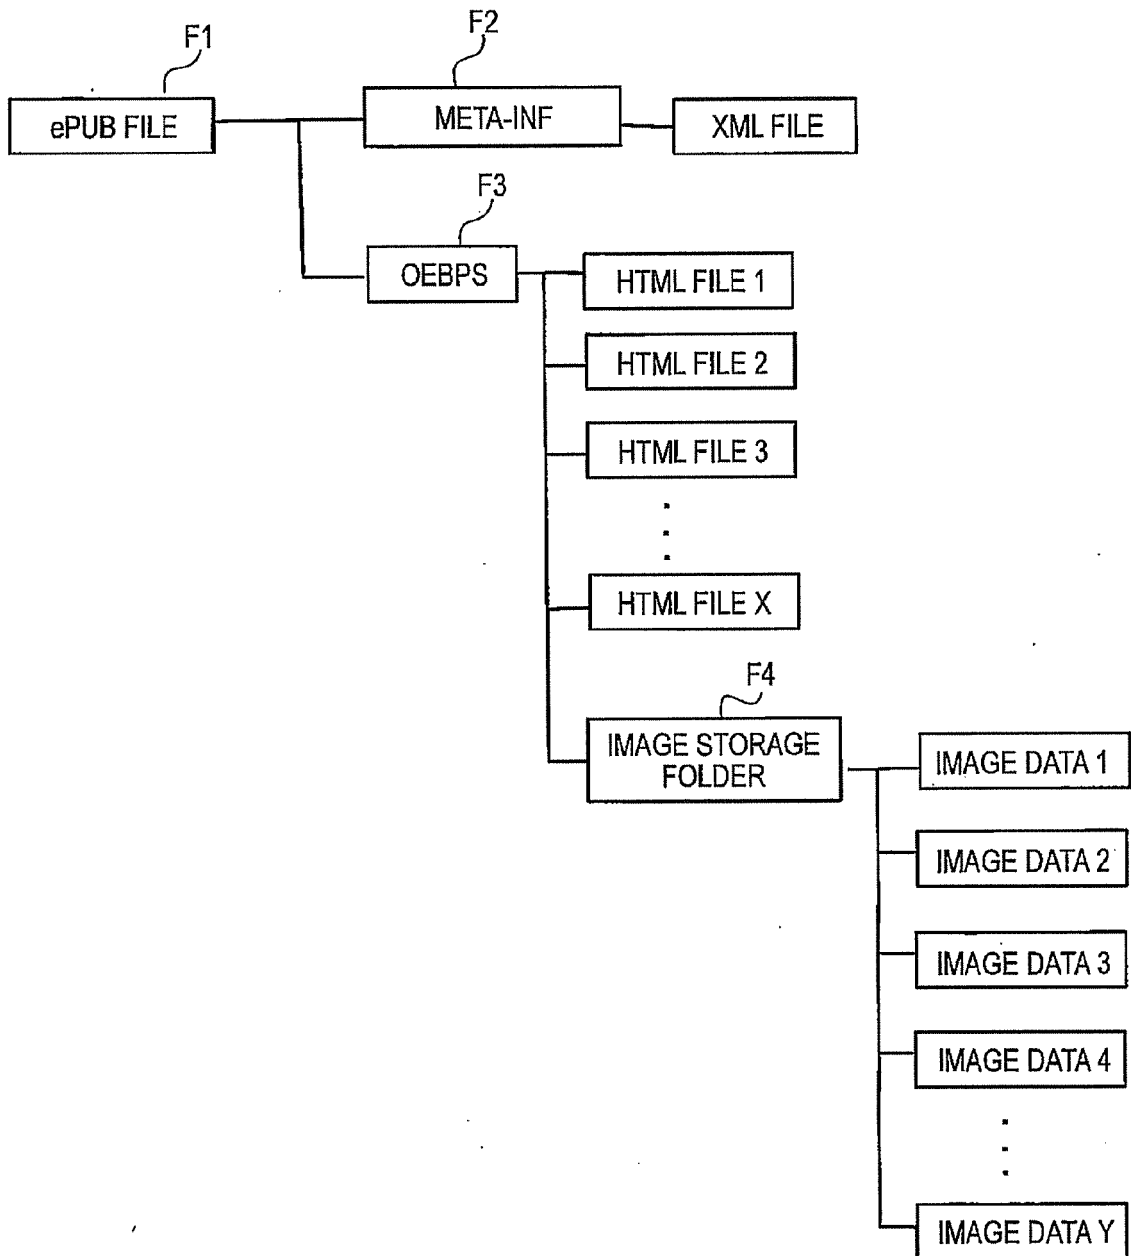 F1
F2
ePUB FILE
META-INF
XML FILE
F3
OEBPS
HTML FILE 1
HTML FILE 2
HTML FILE 3
HTML FILE X
F4
IMAGE STORAGE
FOLDER
IMAGE DATA 1
IMAGE DATA 2
IMAGE DATA 3
IMAGE DATA 4
IMAGE DATA Y